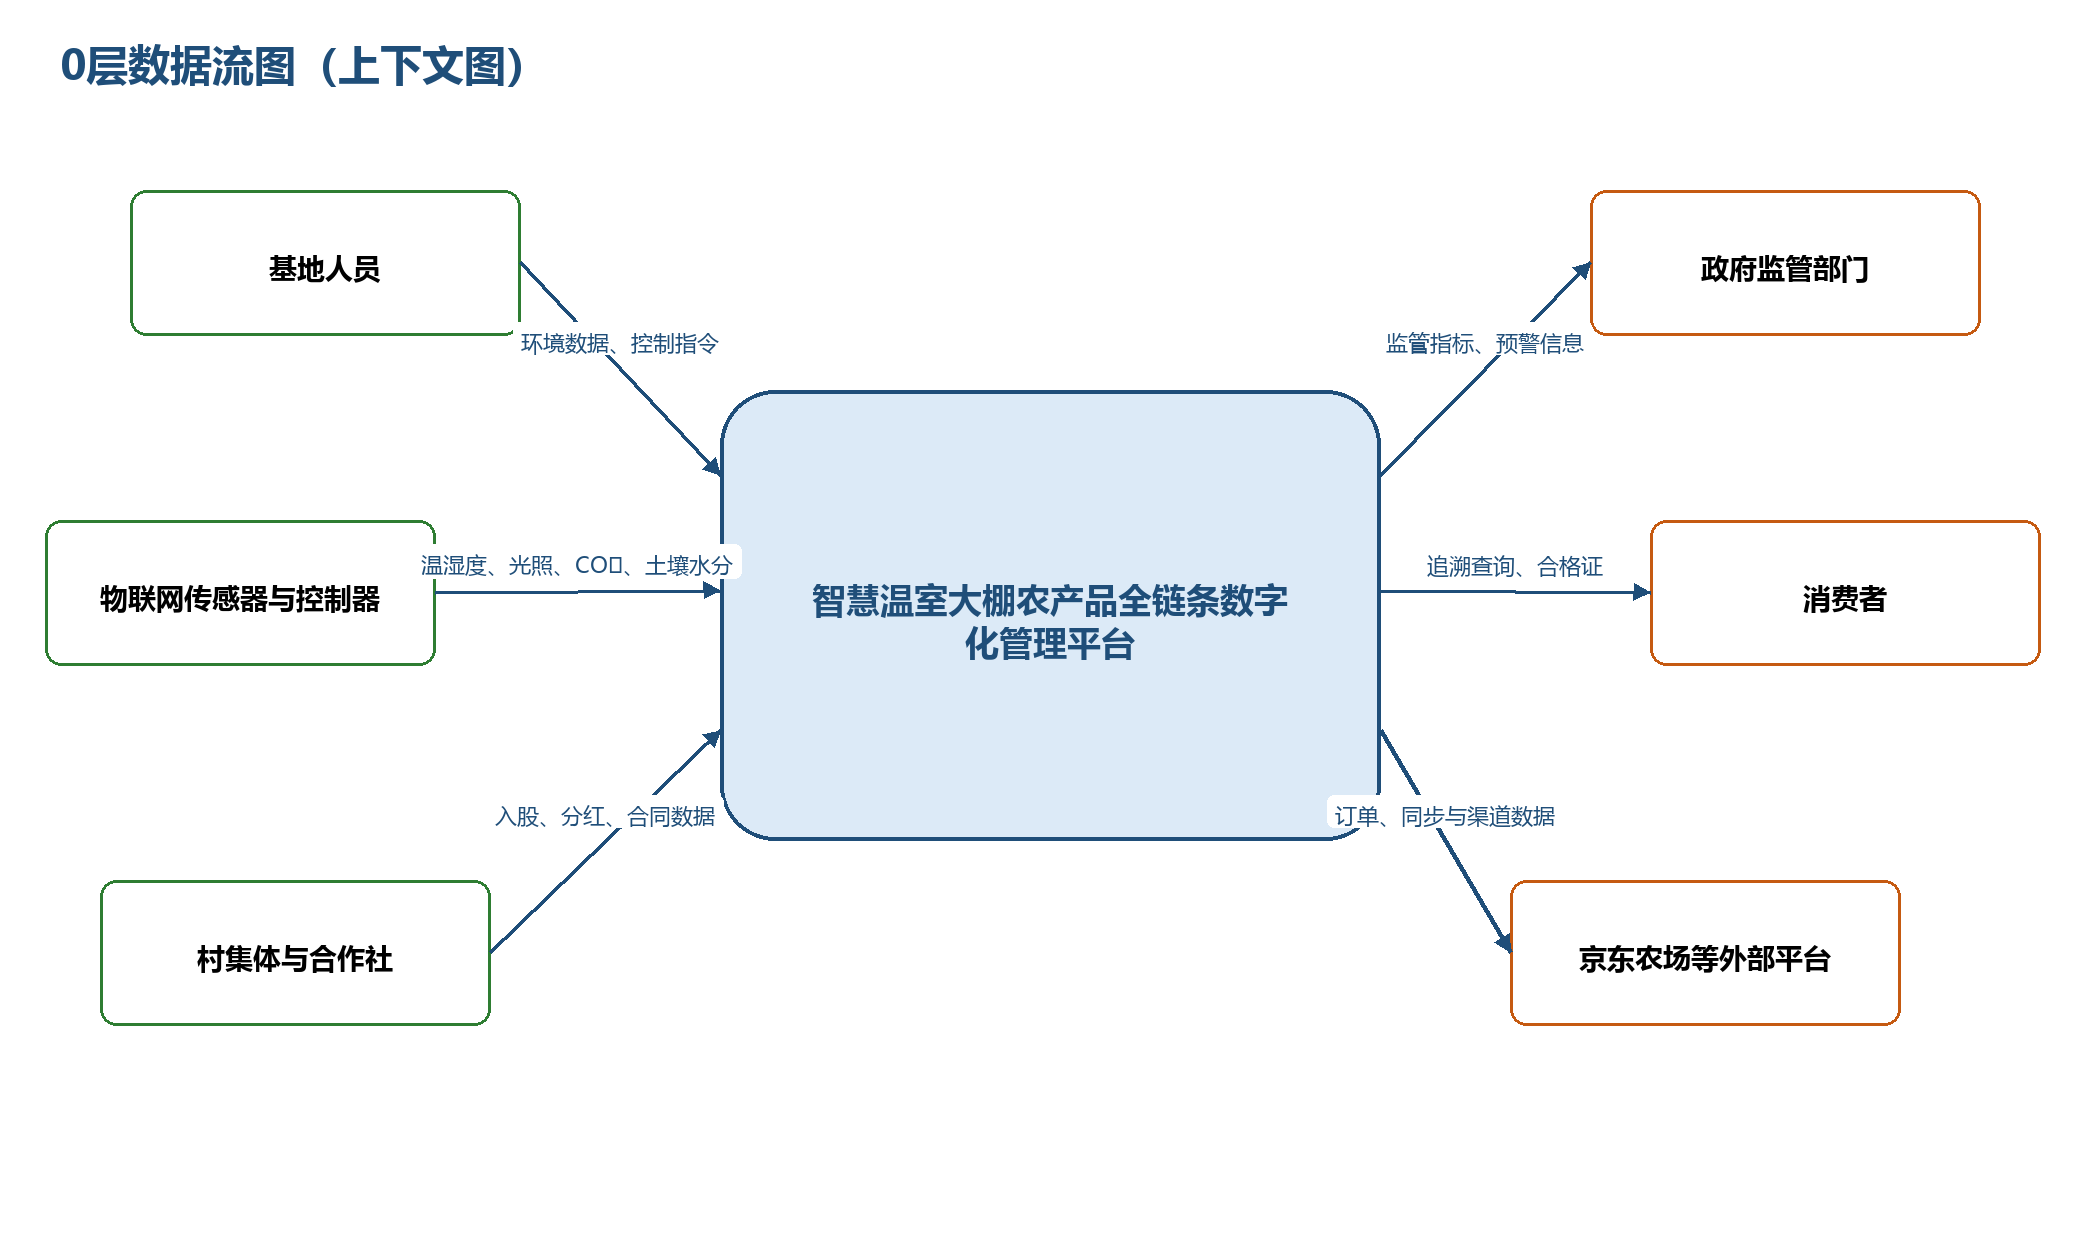 0层数据流图（上下文图）
基地人员
政府监管部门
环境数据、控制指令
监管指标、预警信息
温湿度、光照、CO▯、土壤水分
追溯查询、合格证
物联网传感器与控制器
智慧温室大棚农产品全链条数字
化管理平台
消费者
入股、分红、合同数据
订单、同步与渠道数据
村集体与合作社
京东农场等外部平台